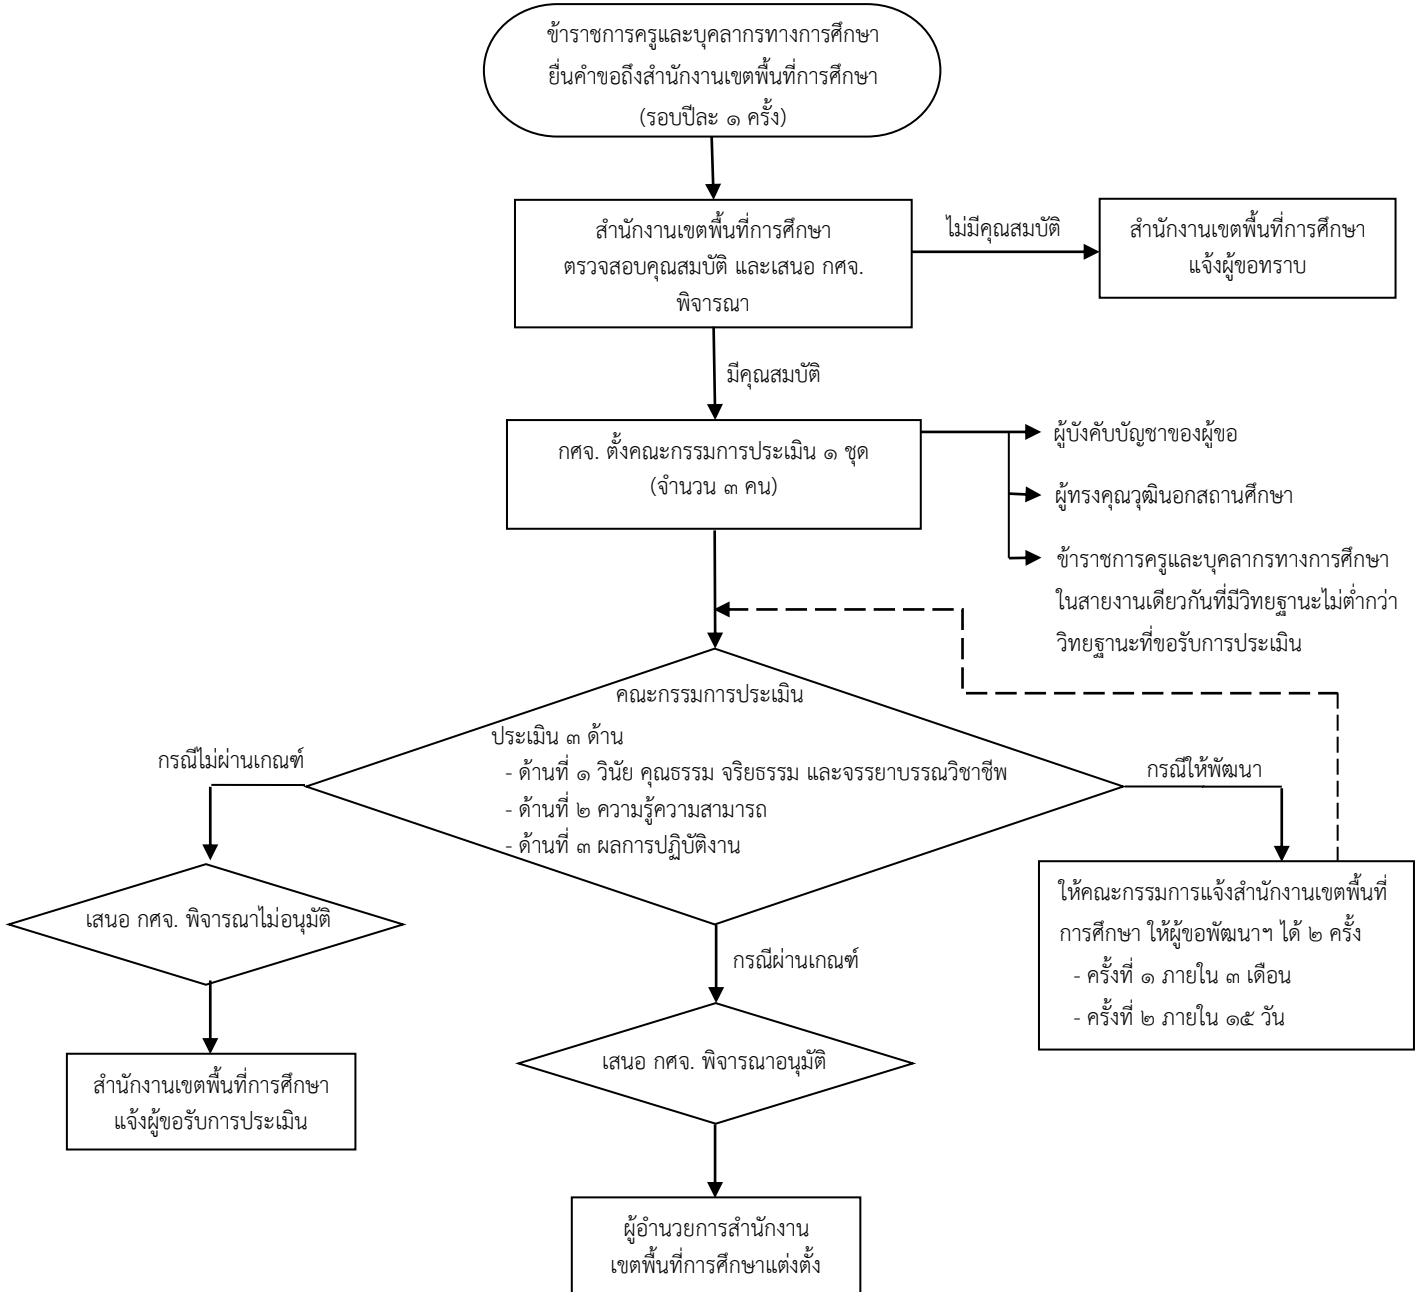 ข้าราชการครูและบุคลากรทางการศึกษา
ยื่นคำขอถึงสำนักงานเขตพื้นที่การศึกษา
(รอบปีละ ๑ ครั้ง)
สำนักงานเขตพื้นที่การศึกษา
ตรวจสอบคุณสมบัติ และเสนอ กศจ.
พิจารณา
ไม่มีคุณสมบัติ
สำนักงานเขตพื้นที่การศึกษา
แจ้งผู้ขอทราบ
มีคุณสมบัติ
กศจ. ตั้งคณะกรรมการประเมิน ๑ ชุด
(จำนวน ๓ คน)
ผู้บังคับบัญชาของผู้ขอ
ผู้ทรงคุณวุฒินอกสถานศึกษา
ข้าราชการครูและบุคลากรทางการศึกษา
ในสายงานเดียวกันที่มีวิทยฐานะไม่ต่ำกว่า
วิทยฐานะที่ขอรับการประเมิน
คณะกรรมการประเมิน
ประเมิน ๓ ด้าน
- ด้านที่ ๑ วินัย คุณธรรม จริยธรรม และจรรยาบรรณวิชาชีพ
- ด้านที่ ๒ ความรู้ความสามารถ
- ด้านที่ ๓ ผลการปฏิบัติงาน
กรณีไม่ผ่านเกณฑ์
กรณีให้พัฒนา
เสนอ กศจ. พิจารณาไม่อนุมัติ
กรณีผ่านเกณฑ์
ให้คณะกรรมการแจ้งสำนักงานเขตพื้นที่
การศึกษา ให้ผู้ขอพัฒนาฯ ได้ ๒ ครั้ง
- ครั้งที่ ๑ ภายใน ๓ เดือน
- ครั้งที่ ๒ ภายใน ๑๕ วัน
เสนอ กศจ. พิจารณาอนุมัติ
สำนักงานเขตพื้นที่การศึกษา
แจ้งผู้ขอรับการประเมิน
ผู้อำนวยการสำนักงาน
เขตพื้นที่การศึกษาแต่งตั้ง